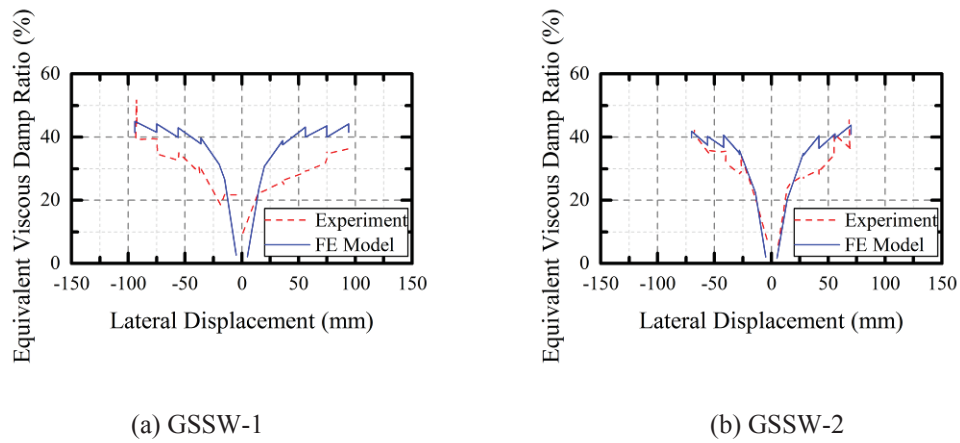 Equivalent Viscous Damp Ratio (%)
60
40
20
0
-150 -100 -50 0 50 100 150
Experiment
FE Model
Lateral Displacement (mm)
(a) GSSW-1
Equivalent Viscous Damp Ratio (%)
60
40
20
0
-150 -100 -50 0 50 100 150
Experiment
FE Model
Lateral Displacement (mm)
(b) GSSW-2